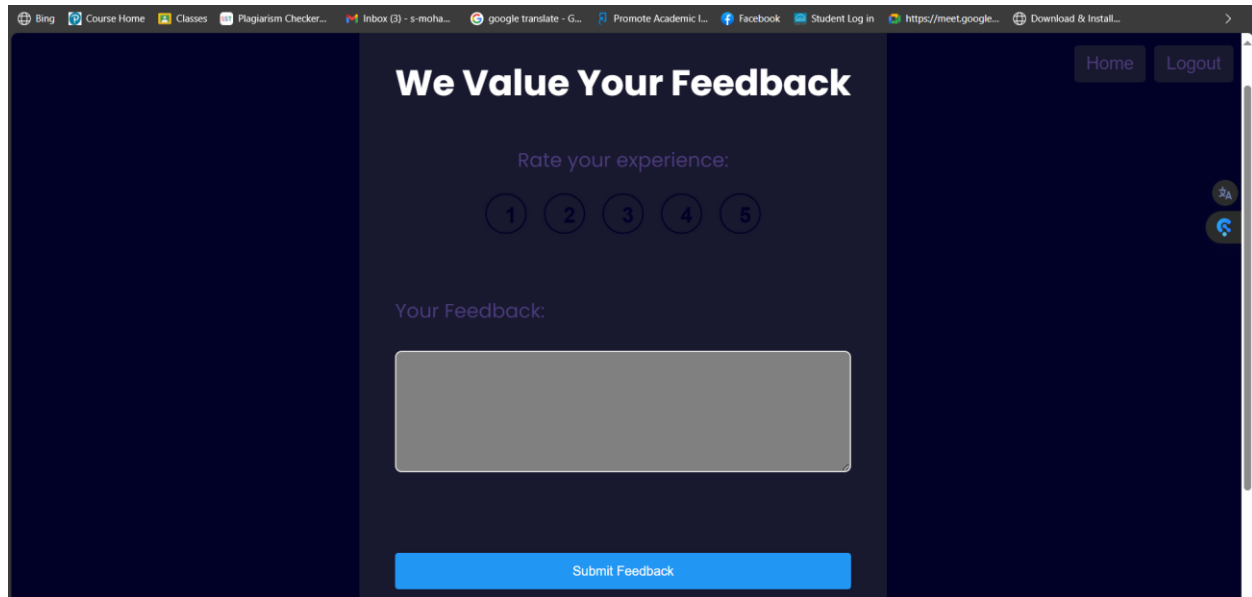 Bing Course Home Classes Plagiarism Checker... Inbox (3) - s-moha... google translate - G... Promote Academic I... Facebook Student Log in https://meet.google... Download & Install...
Home Logout
We Value Your Feedback
Rate your experience:
1 2 3 4 5
Your Feedback:
Submit Feedback